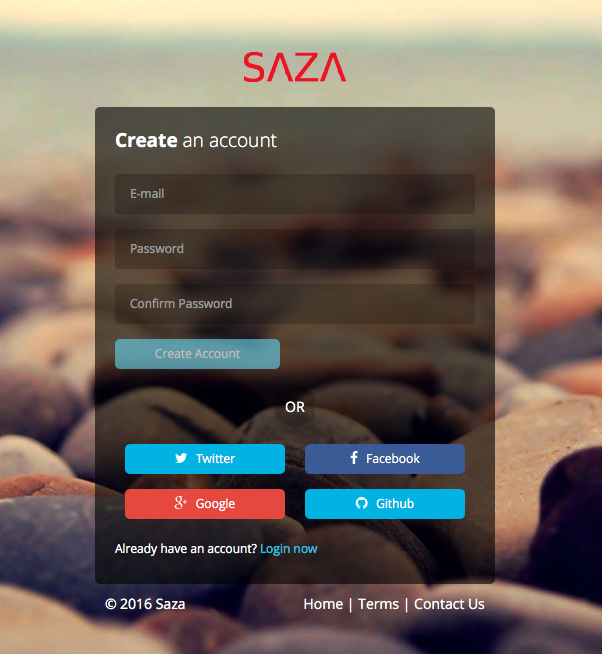 SAZA
Create an account
E-mail
Password
Confirm Password
Create Account
OR
Twitter
Facebook
Google
Github
Already have an account? Login now
© 2016 Saza
Home | Terms | Contact Us